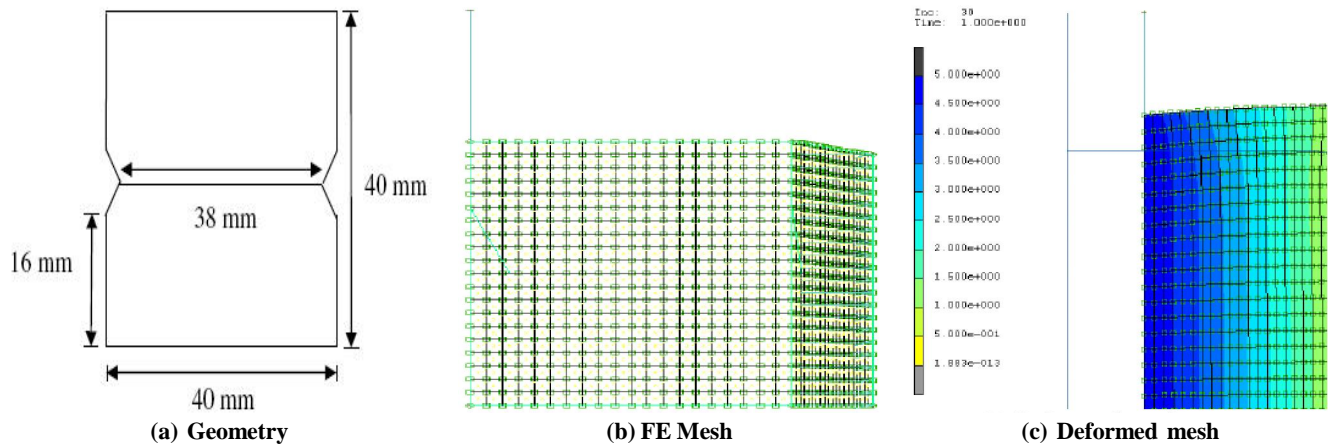 Inc: 30
Time: 1.000e+000
5.000e+000
4.500e+000
4.000e+000
3.500e+000
3.000e+000
2.500e+000
2.000e+000
1.500e+000
1.000e+000
5.000e-001
1.883e-013
38 mm
40 mm
16 mm
40 mm
(a) Geometry
(b) FE Mesh
(c) Deformed mesh